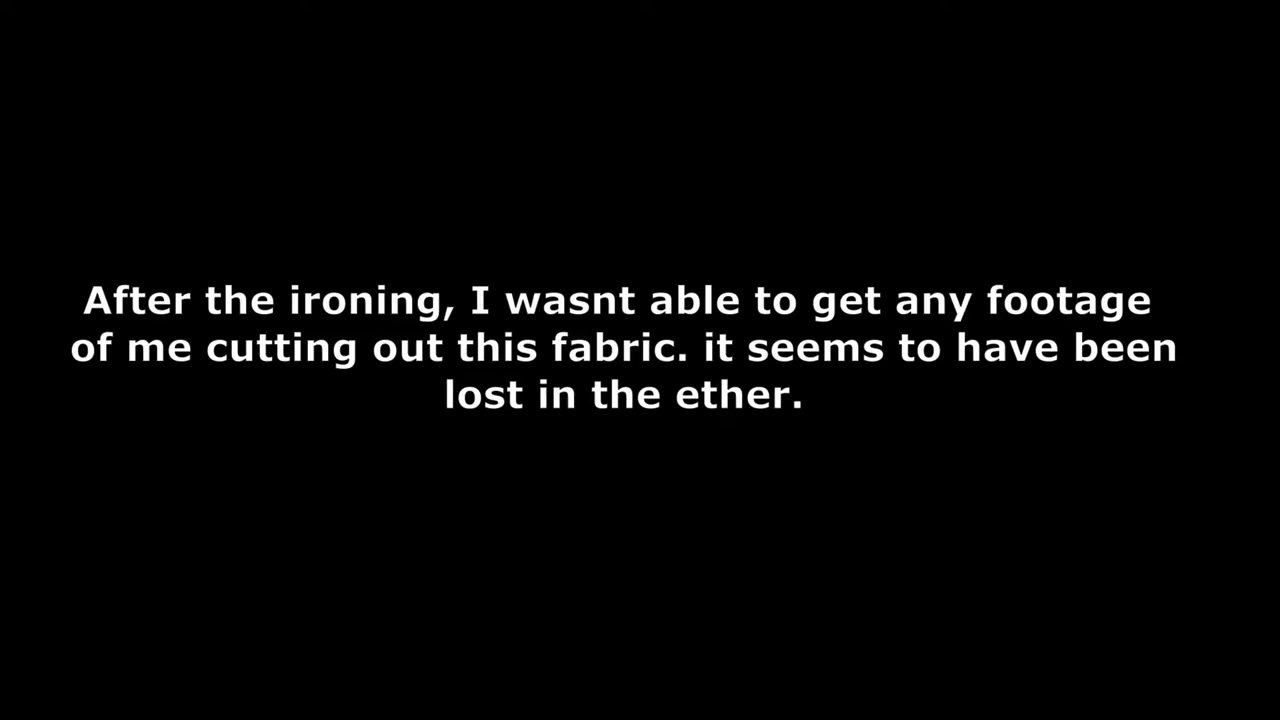 After the ironing, I wasnt able to get any footage
of me cutting out this fabric. it seems to have been
lost in the ether.